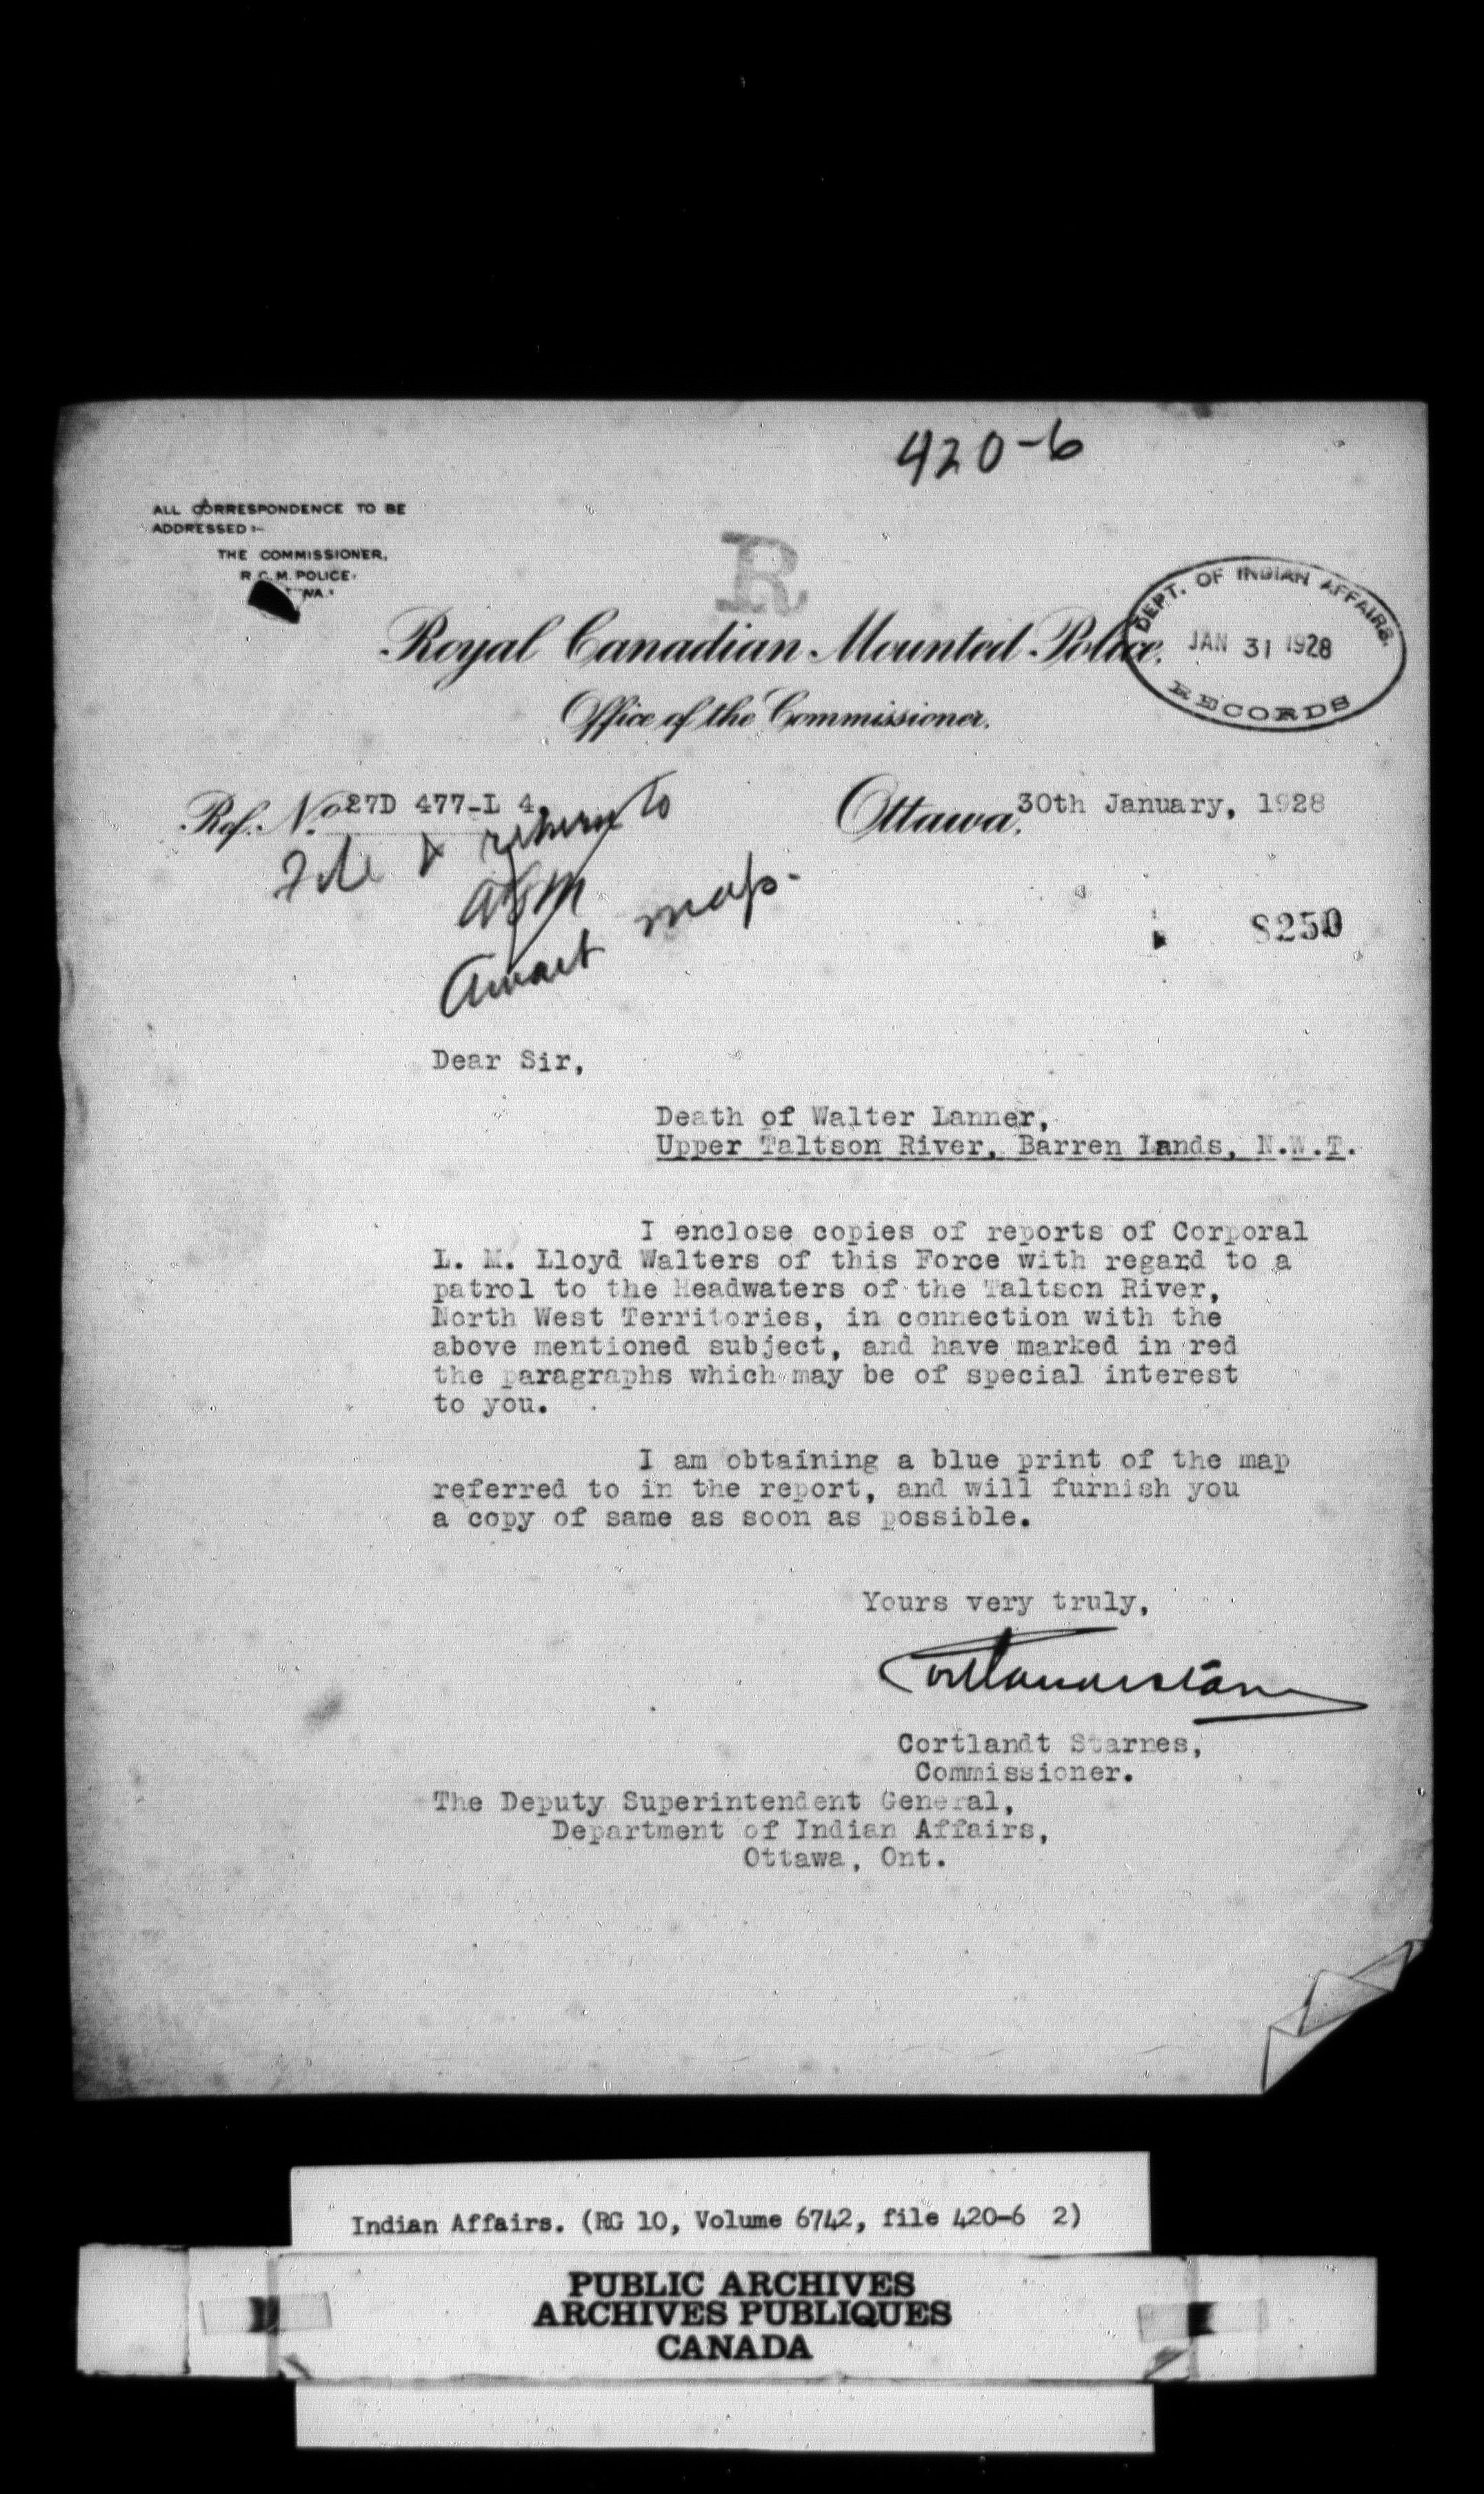 420-6
ALL CORRESPONDENCE TO BE
ADDRESSED:-
THE COMMISSIONER,
R.C.M. POLICE.
R
Royal Canadian Mounted Police.
Office of the Commissioner.
DEPT. OF INDIAN AFFAIRS.
JAN 31 1928
RECORDS
Ref. No. 27D 477-L 4.
Ottawa, 30th January, 1928
File & return to
Await map.
8250
Dear Sir,
Death of Walter Lanner,
Upper Taltson River, Barren Lands, N.W.T.
I enclose copies of reports of Corporal
L. M. Lloyd Walters of this Force with regard to a
patrol to the Headwaters of the Taltson River,
North West Territories, in connection with the
above mentioned subject, and have marked in red
the paragraphs which may be of special interest
to you.
I am obtaining a blue print of the map
referred to in the report, and will furnish you
a copy of same as soon as possible.
Yours very truly,
Cortlandt Starnes,
Commissioner.
The Deputy Superintendent General,
Department of Indian Affairs,
Ottawa, Ont.
Indian Affairs. (RG 10, Volume 6742, file 420-6 2)
PUBLIC ARCHIVES
ARCHIVES PUBLIQUES
CANADA